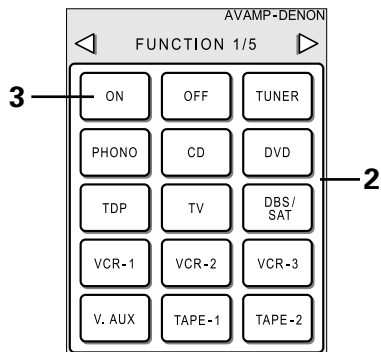 AVAMP-DENON
FUNCTION 1/5
3 ON OFF TUNER
PHONO CD DVD
2
TDP TV DBS/
SAT
VCR-1 VCR-2 VCR-3
V. AUX TAPE-1 TAPE-2